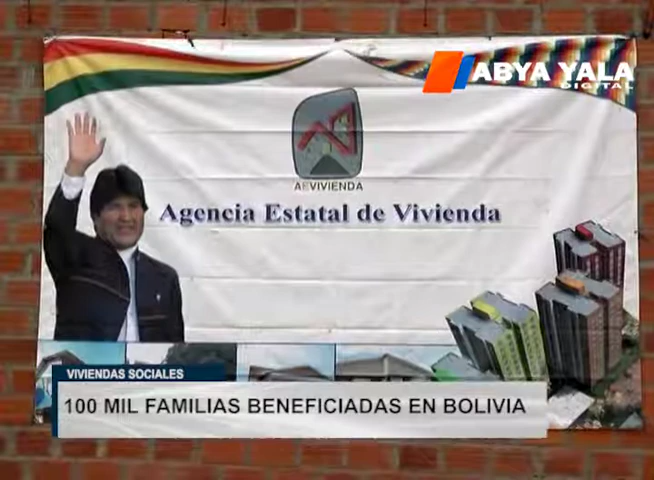 ABYA YALA
DIGITAL
AEVIVIENDA
Agencia Estatal de Vivienda
VIVIENDAS SOCIALES
100 MIL FAMILIAS BENEFICIADAS EN BOLIVIA